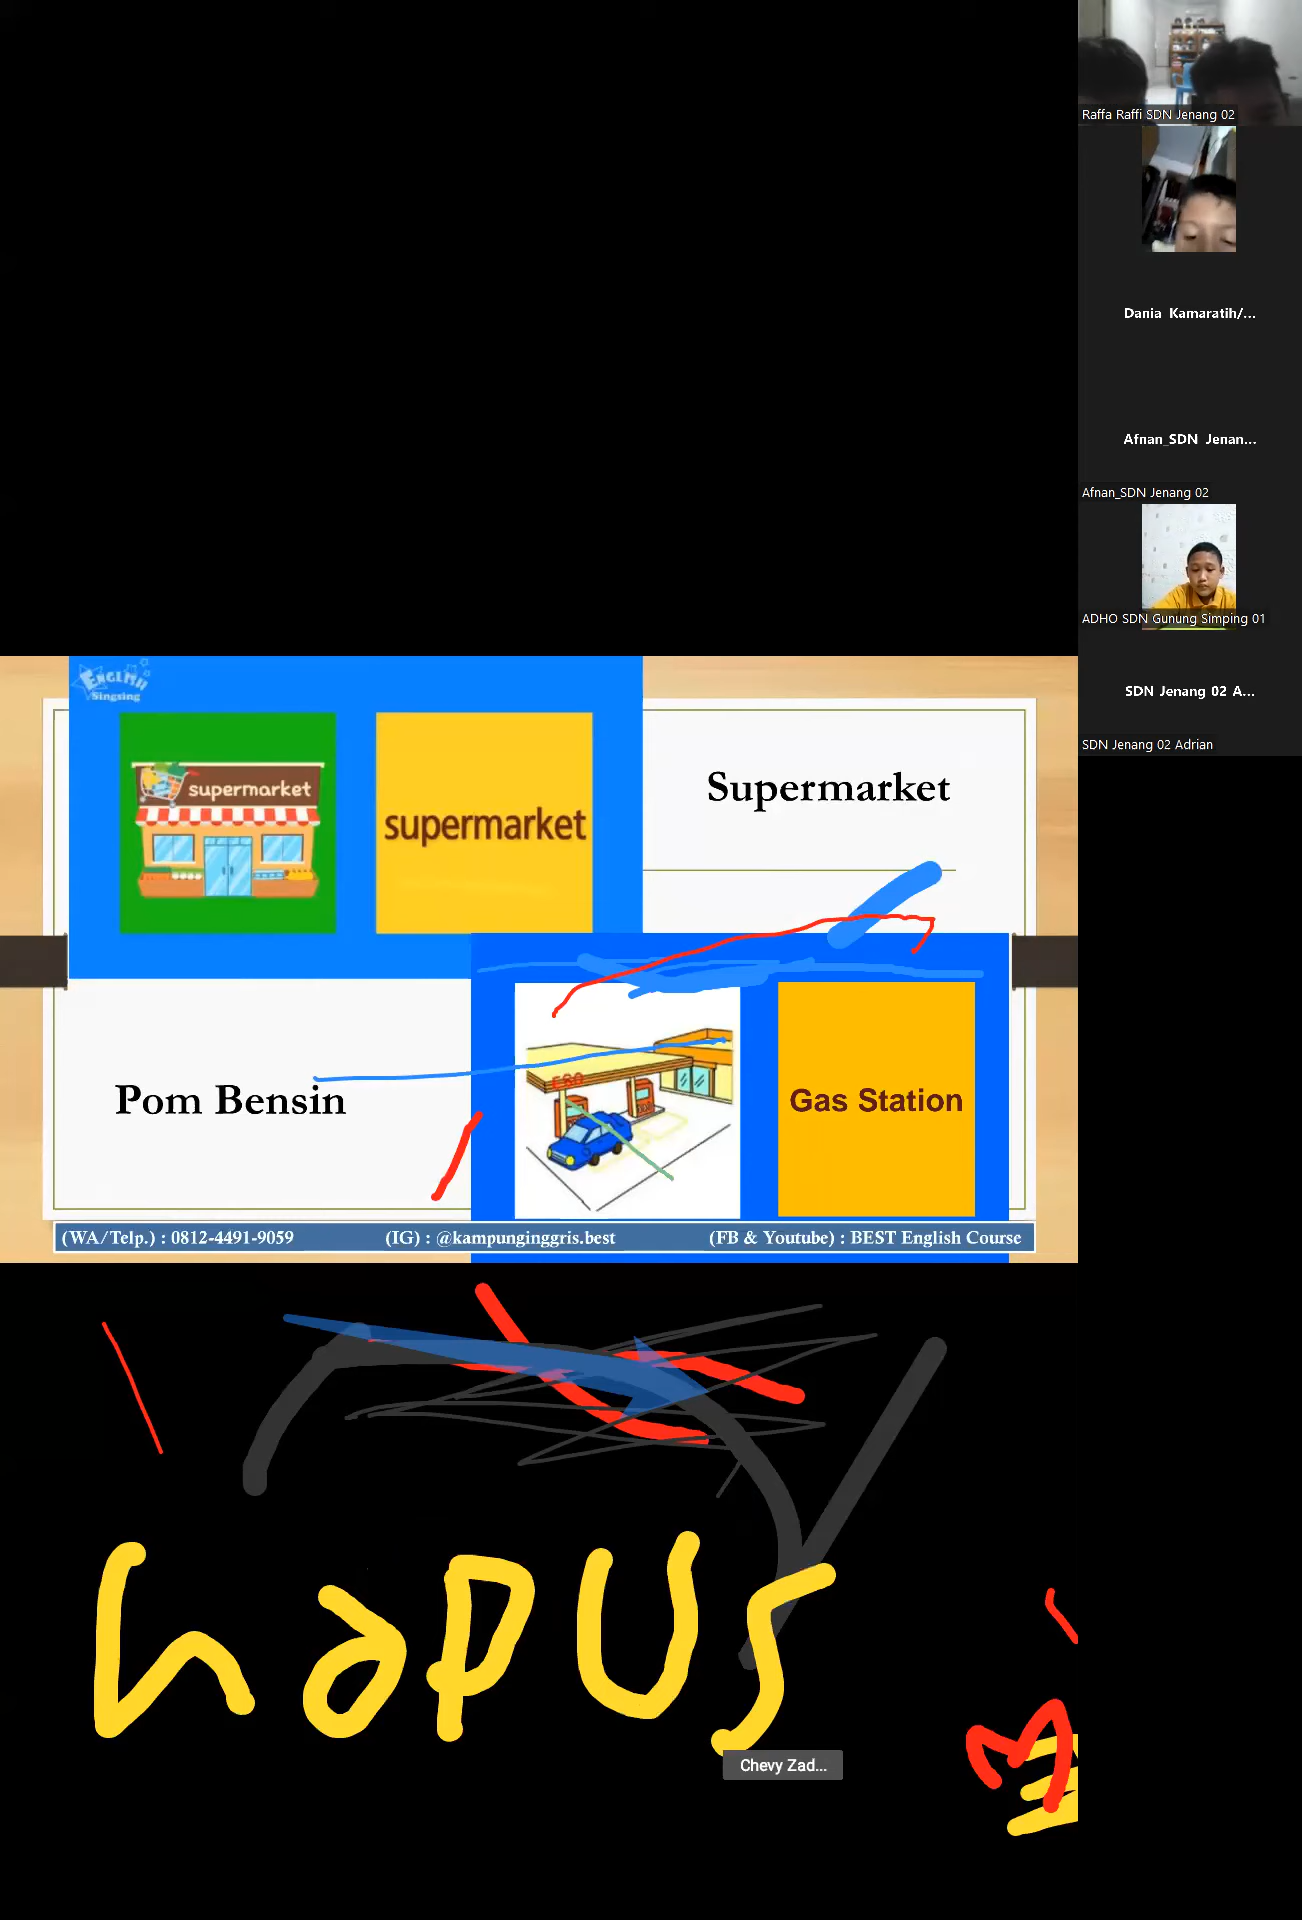 Raffa Raffi SDN Jenang 02
Dania Kamaratih/...
Afnan_SDN Jenan...
Afnan_SDN Jenang 02
ADHO SDN Gunung Simping 01
SDN Jenang 02 A...
SDN Jenang 02 Adrian
ENGLISH
Singsing
supermarket
supermarket
Supermarket
Pom Bensin
ESO
Gas Station
(WA/Telp.) : 0812-4491-9059 (IG) : @kampunginggris.best (FB & Youtube) : BEST English Course
hapUs
Chevy Zad...